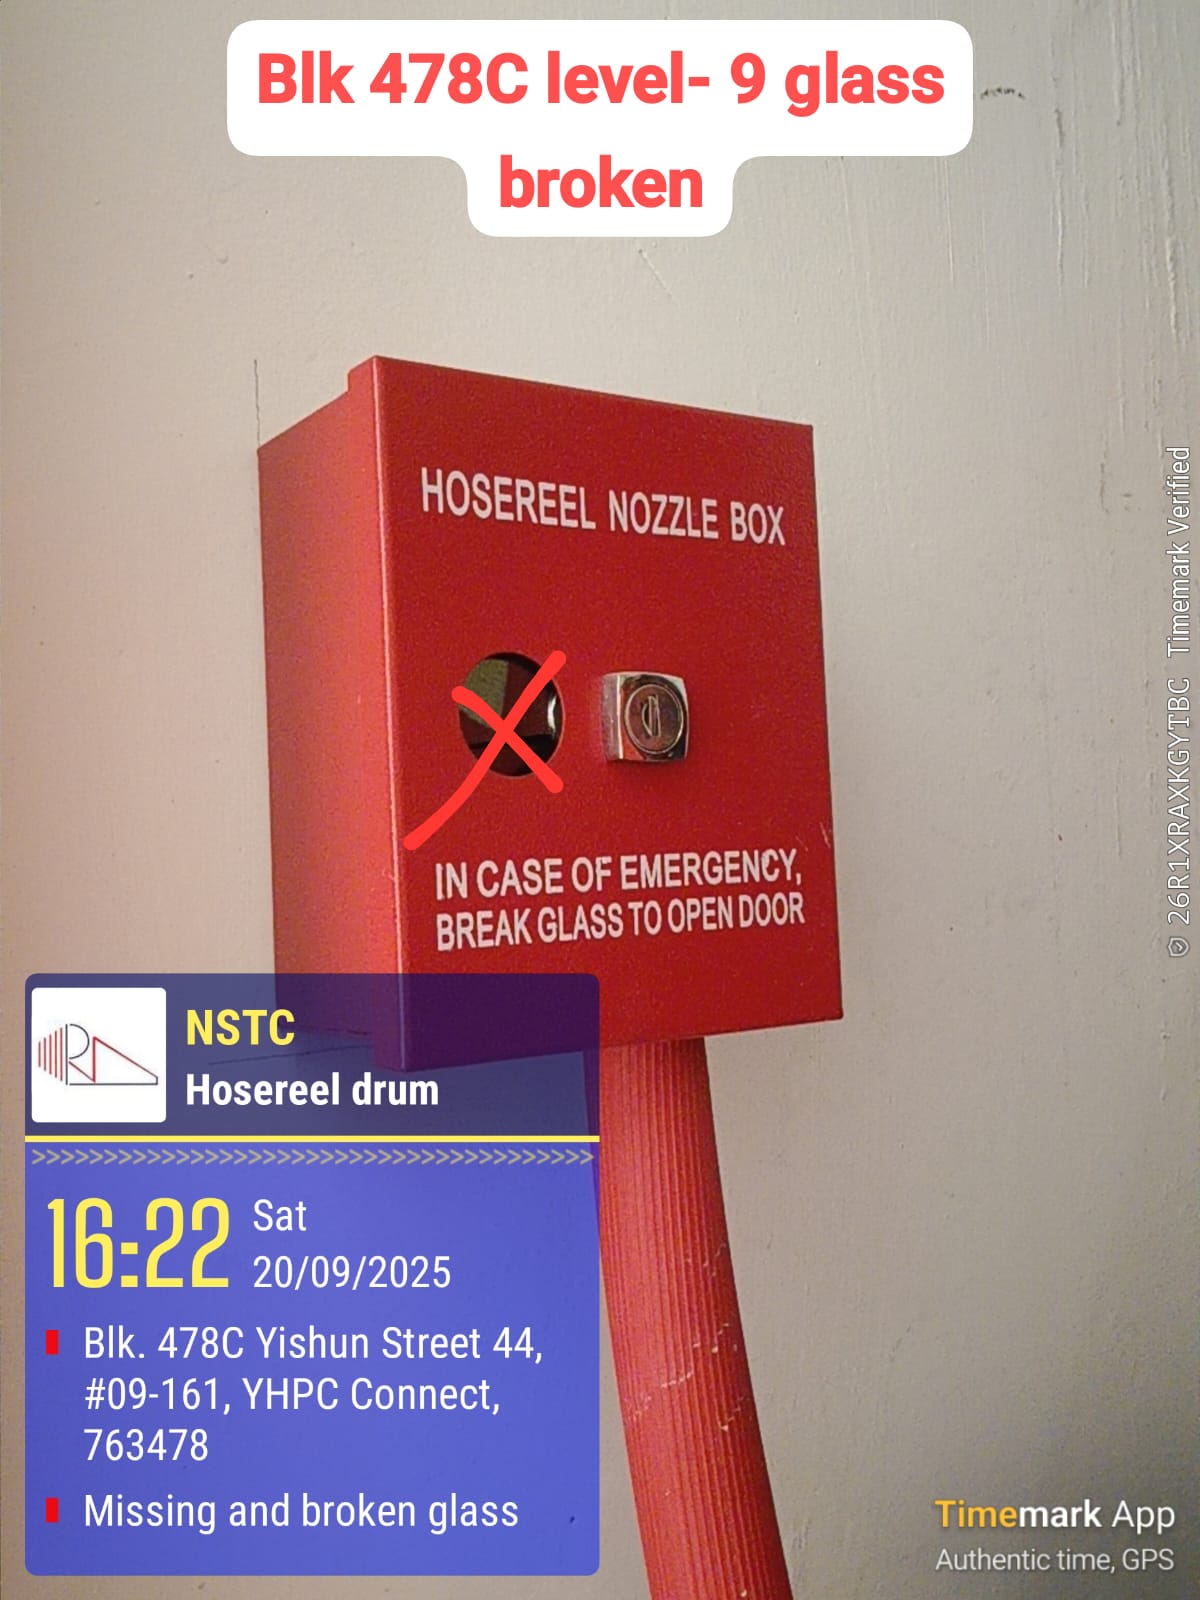 Blk 478C level- 9 glass
broken
HOSEREEL NOZZLE BOX
IN CASE OF EMERGENCY,
BREAK GLASS TO OPEN DOOR
NSTC
Hosereel drum
>>>>>>>>>>>>>>>>>>>>>>>>>>>>>>>>>>>>>>>
16:22
Sat
20/09/2025
Blk. 478C Yishun Street 44,
#09-161, YHPC Connect,
763478
Missing and broken glass
26R1XRAXKGYTBC Timemark Verified
Timemark App
Authentic time, GPS